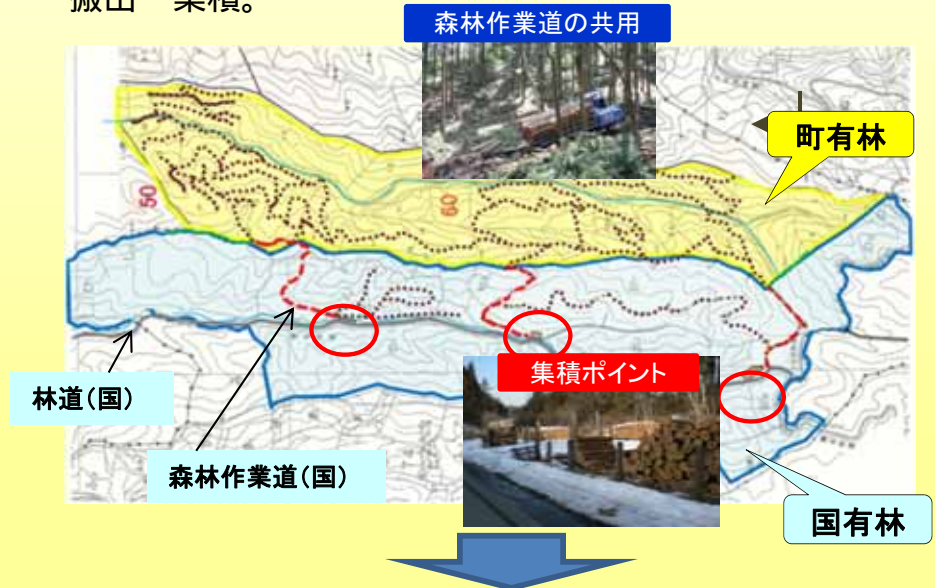 搬出 集積。
森林作業道の共用
町有林
50
60
集積ポイント
林道（国）
森林作業道（国）
国有林